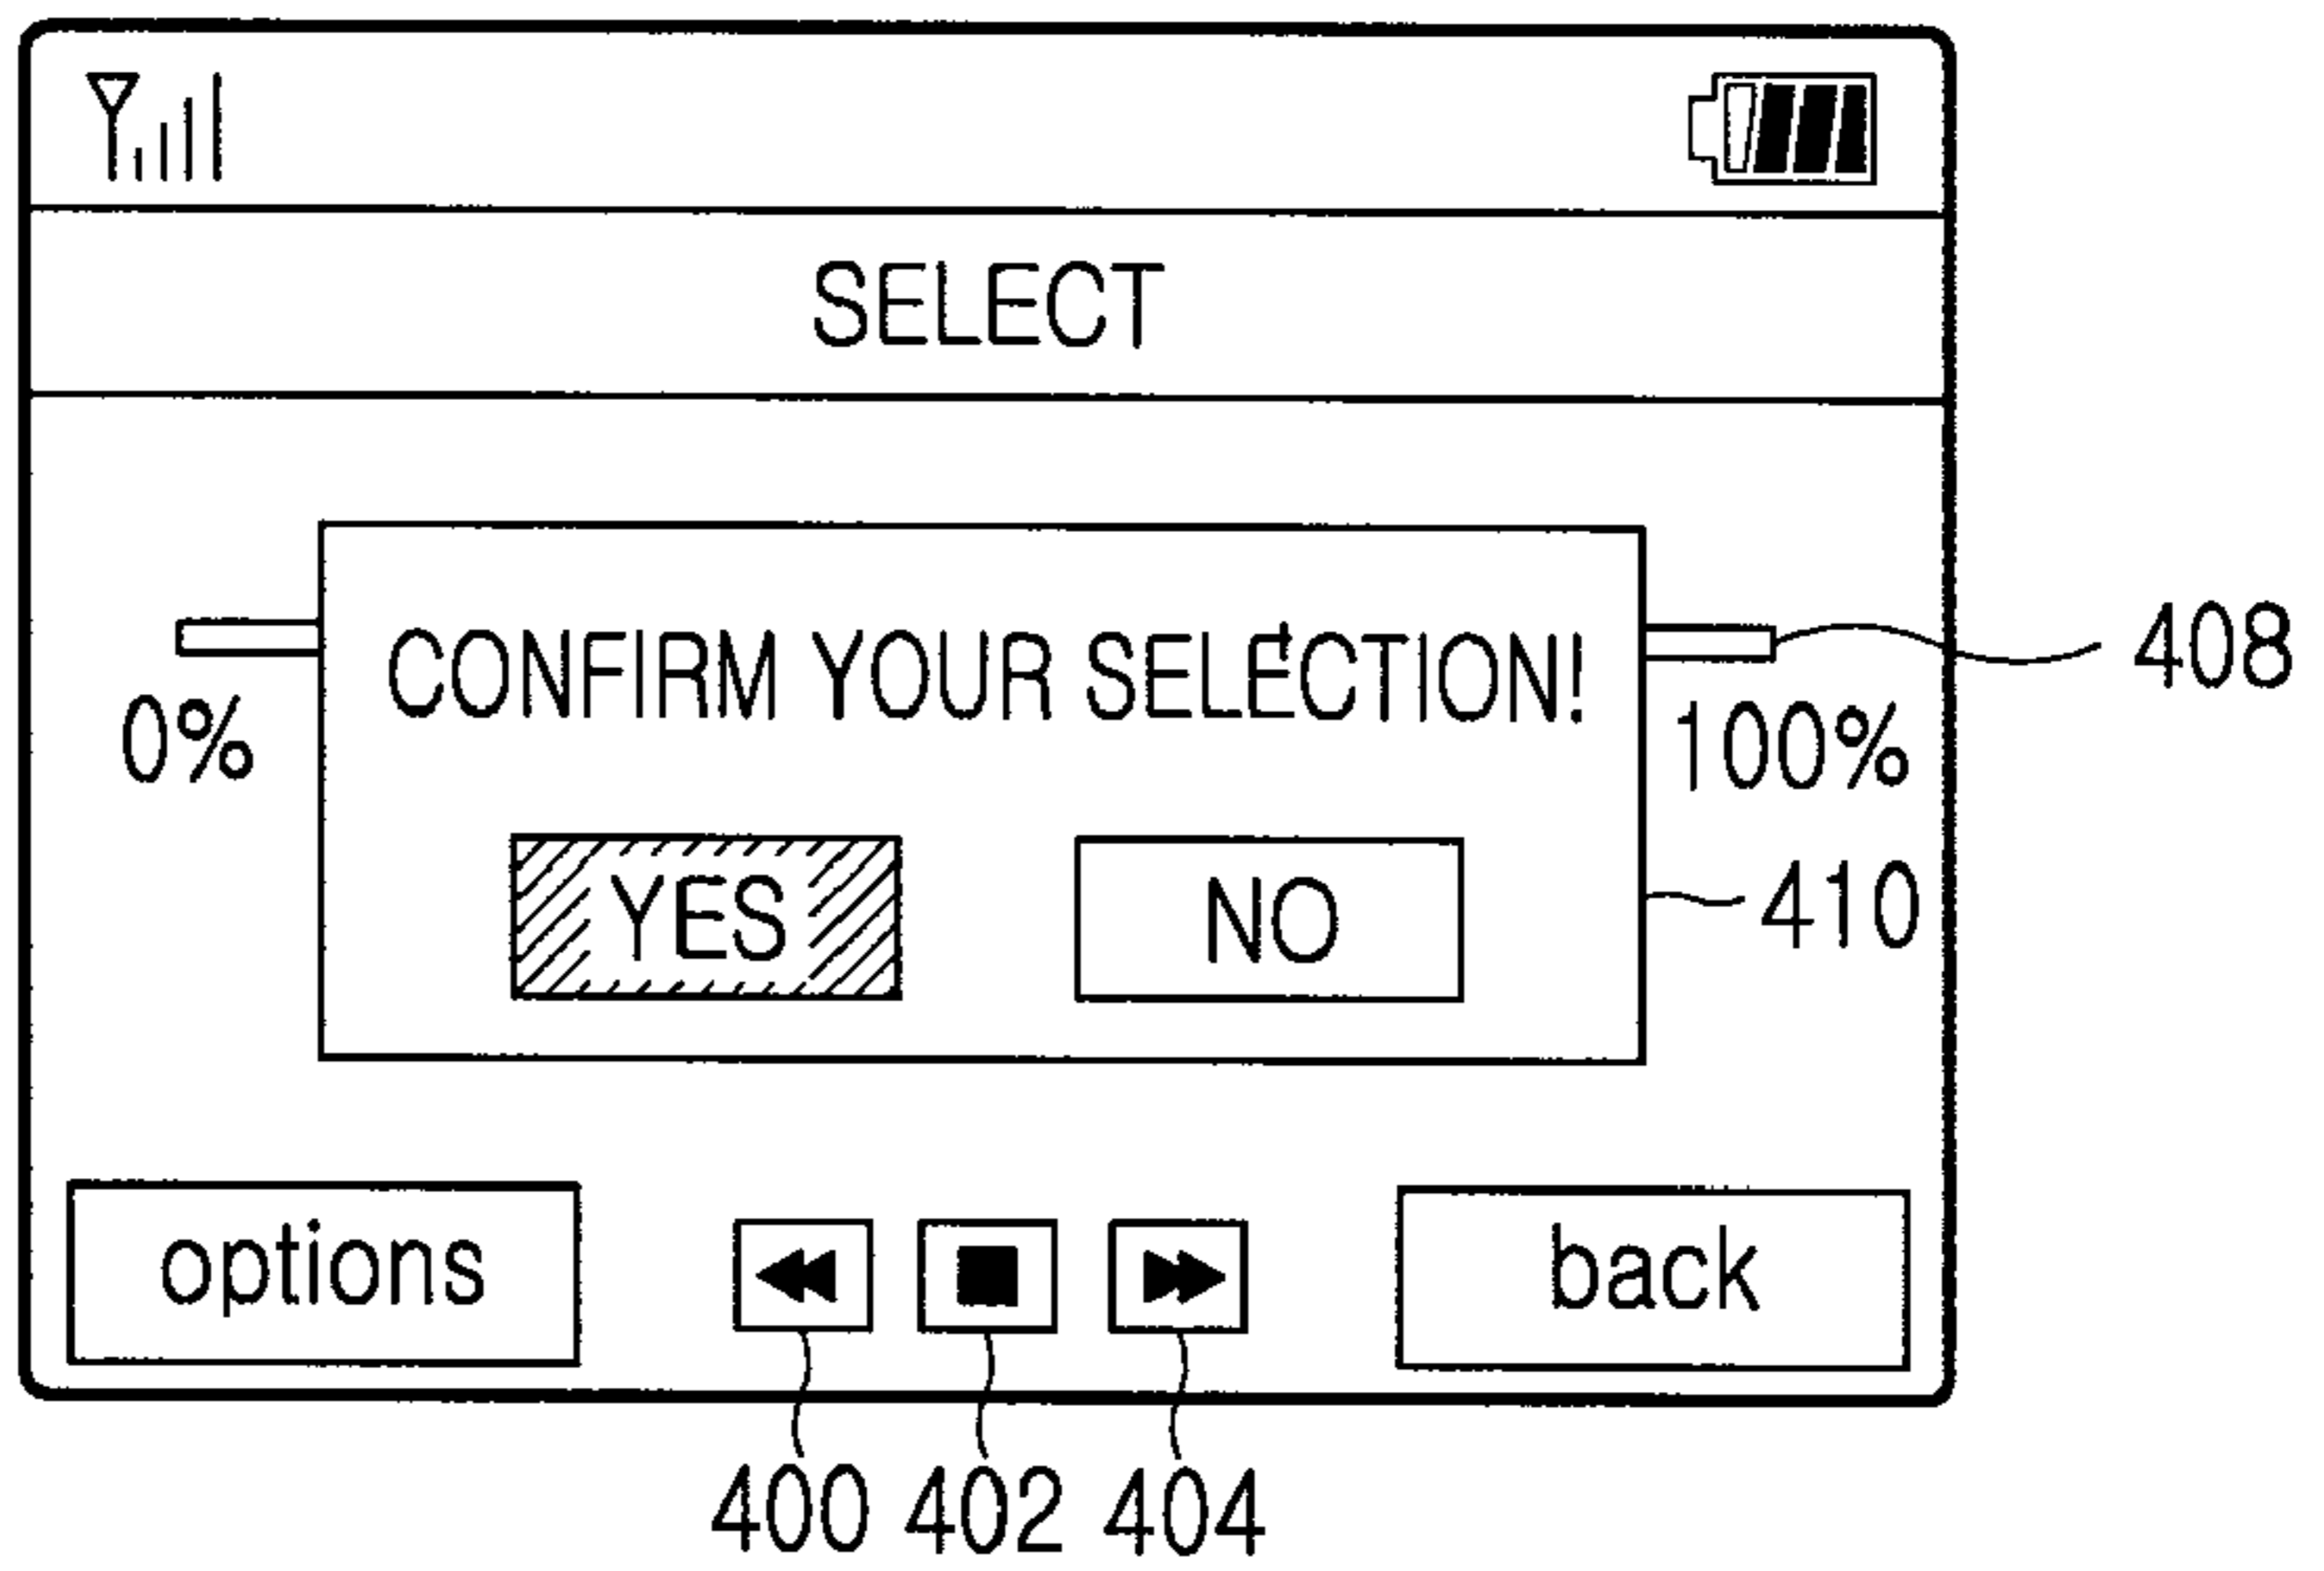 SELECT
CONFIRM YOUR SELECTION!
408
0%
100%
YES
NO
410
options
back
400
402
404